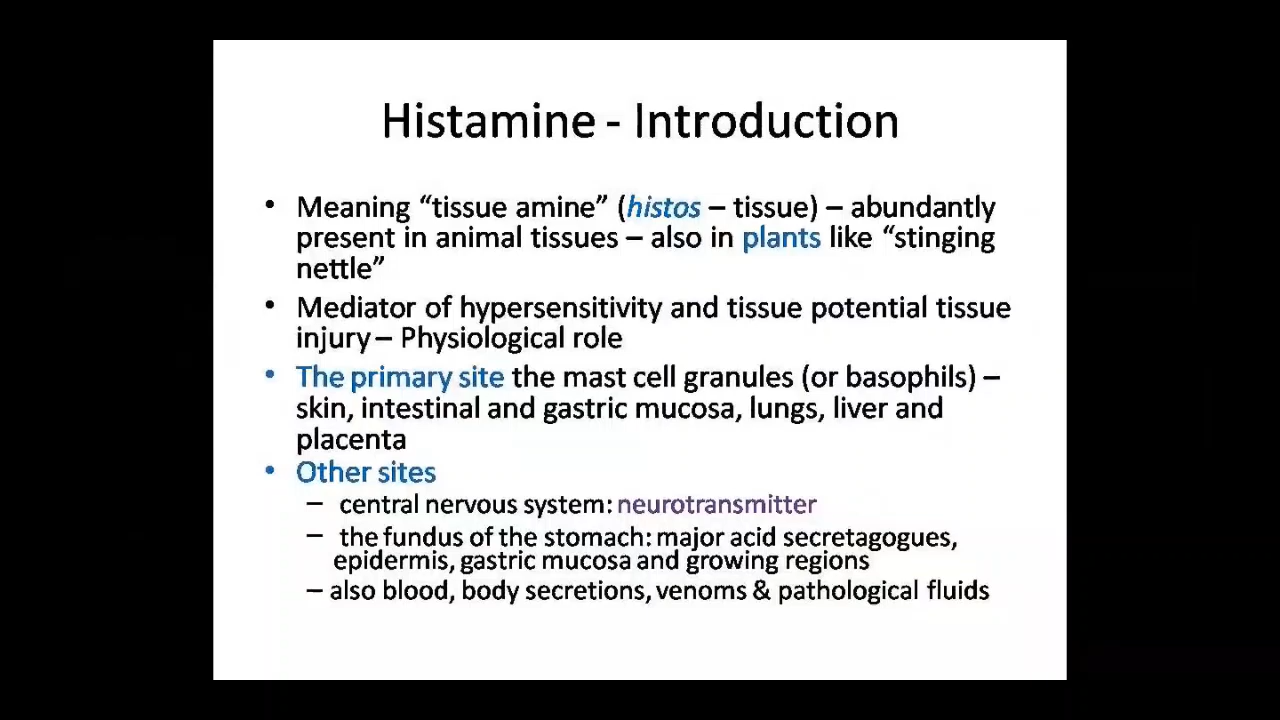 Histamine - Introduction
• Meaning “tissue amine” (histos – tissue) – abundantly
present in animal tissues – also in plants like “stinging
nettle”
• Mediator of hypersensitivity and tissue potential tissue
injury – Physiological role
• The primary site the mast cell granules (or basophils) –
skin, intestinal and gastric mucosa, lungs, liver and
placenta
• Other sites
– central nervous system: neurotransmitter
– the fundus of the stomach: major acid secretagogues,
epidermis, gastric mucosa and growing regions
– also blood, body secretions, venoms & pathological fluids